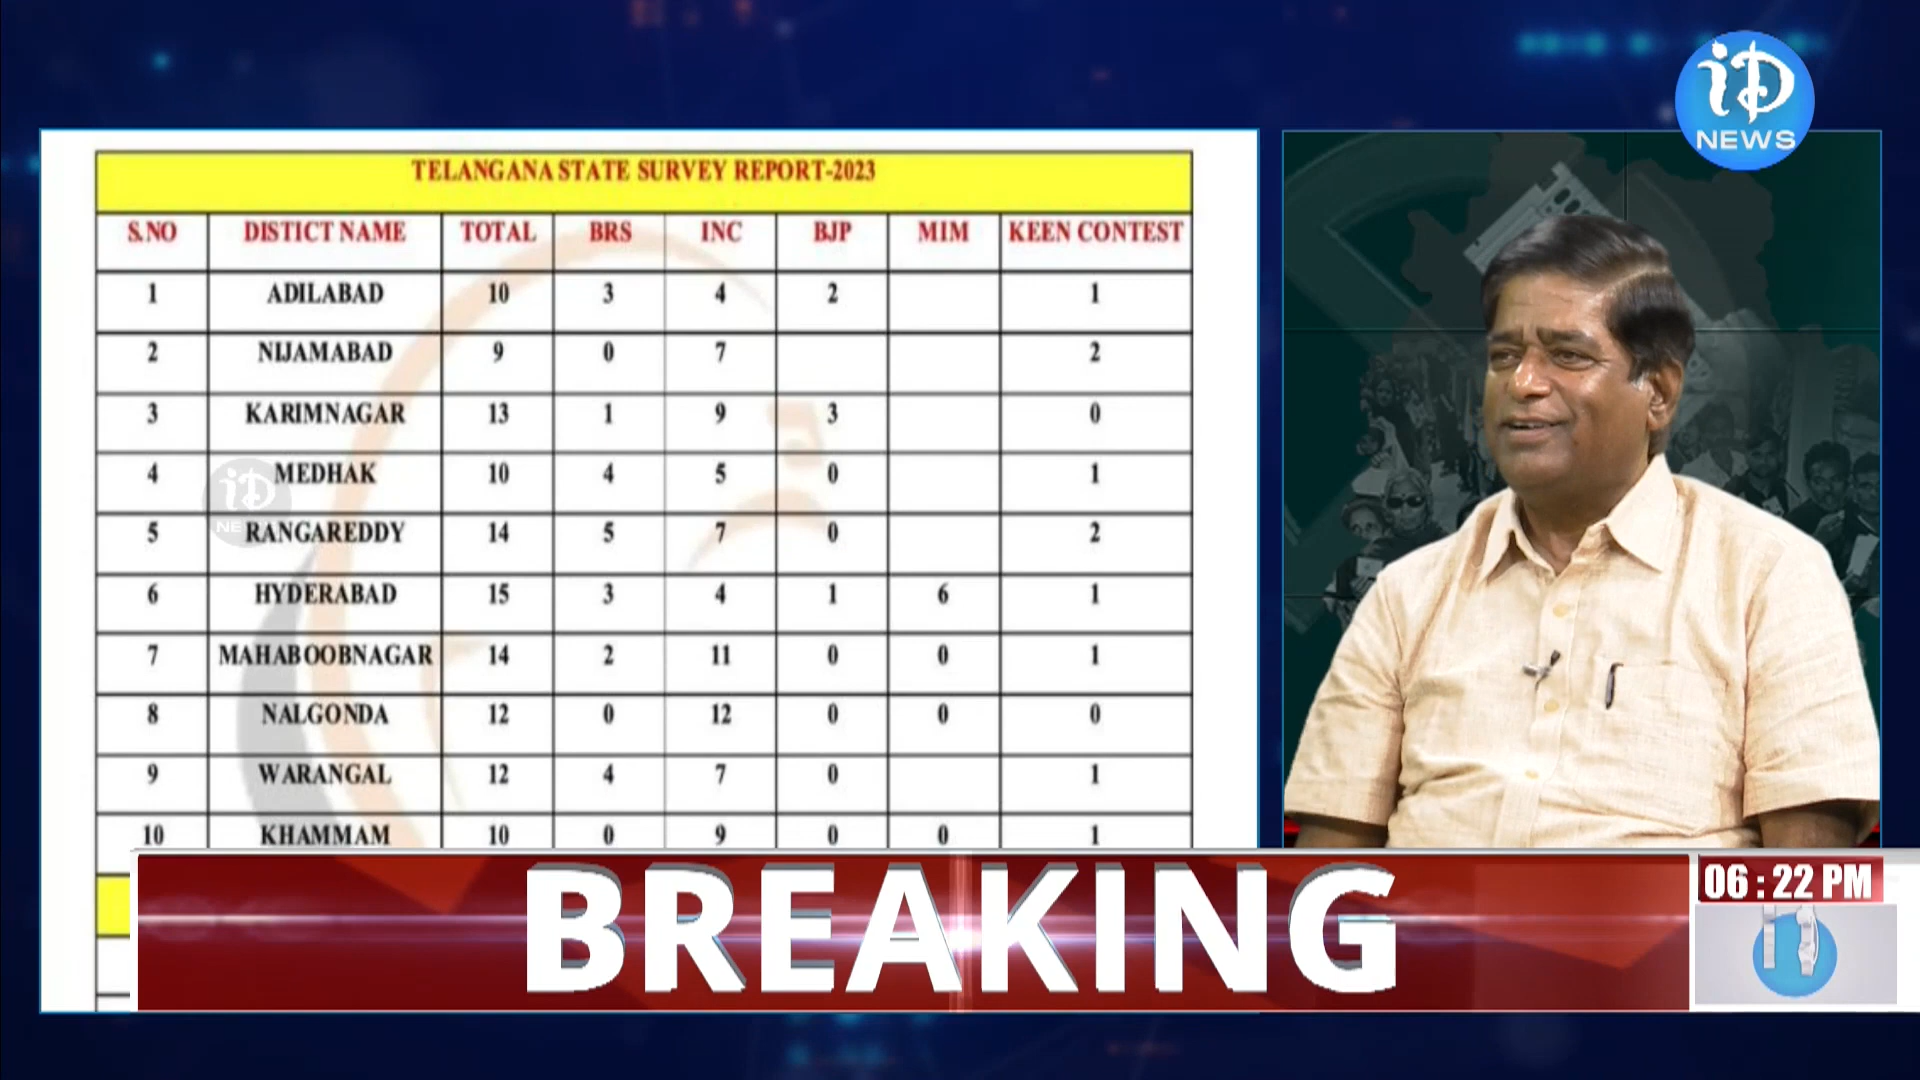 iD
NEWS
TELANGANA STATE SURVEY REPORT-2023
S.NO DISTICT NAME TOTAL BRS INC BJP MIM KEEN CONTEST
1 ADILABAD 10 3 4 2 1
2 NIJAMABAD 9 0 7 2
3 KARIMNAGAR 13 1 9 3 0
4 MEDHAK 10 4 5 0 1
5 RANGAREDDY 14 5 7 0 2
6 HYDERABAD 15 3 4 1 6 1
7 MAHABOOBNAGAR 14 2 11 0 0 1
8 NALGONDA 12 0 12 0 0 0
9 WARANGAL 12 4 7 0 1
10 KHAMMAM 10 0 9 0 0 1
iD
BREAKING
06 : 22 PM